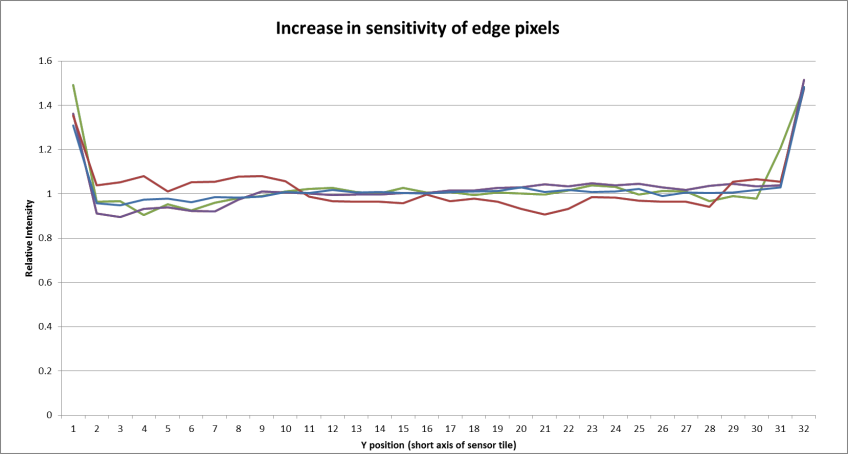 Increase in sensitivity of edge pixels
1.6
1.4
1.2
1
0.8
0.6
0.4
0.2
0
Relative Intensity
1 2 3 4 5 6 7 8 9 10 11 12 13 14 15 16 17 18 19 20 21 22 23 24 25 26 27 28 29 30 31 32
Y position (short axis of sensor tile)